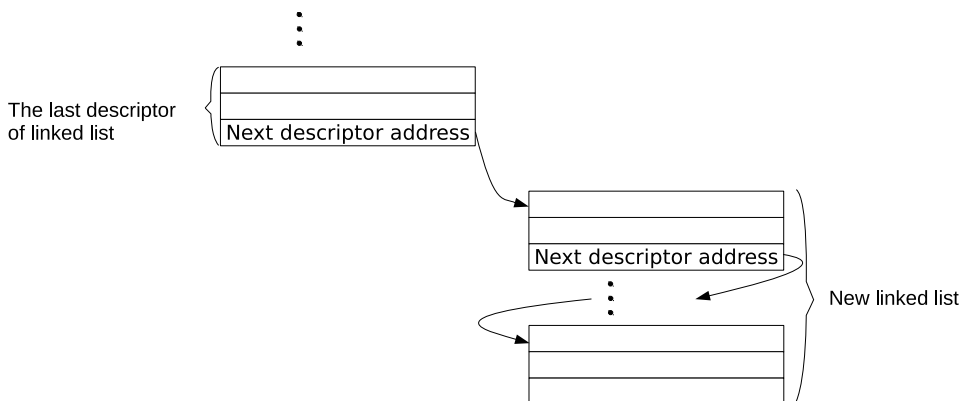 The last descriptor
of linked list
Next descriptor address
Next descriptor address
New linked list